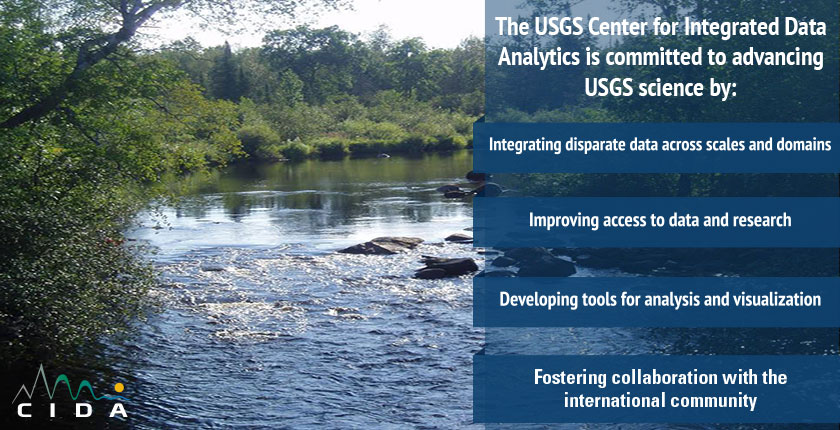 The USGS Center for Integrated Data
Analytics is committed to advancing
USGS science by:
Integrating disparate data across scales and domains
Improving access to data and research
Developing tools for analysis and visualization
Fostering collaboration with the
international community
CIDA